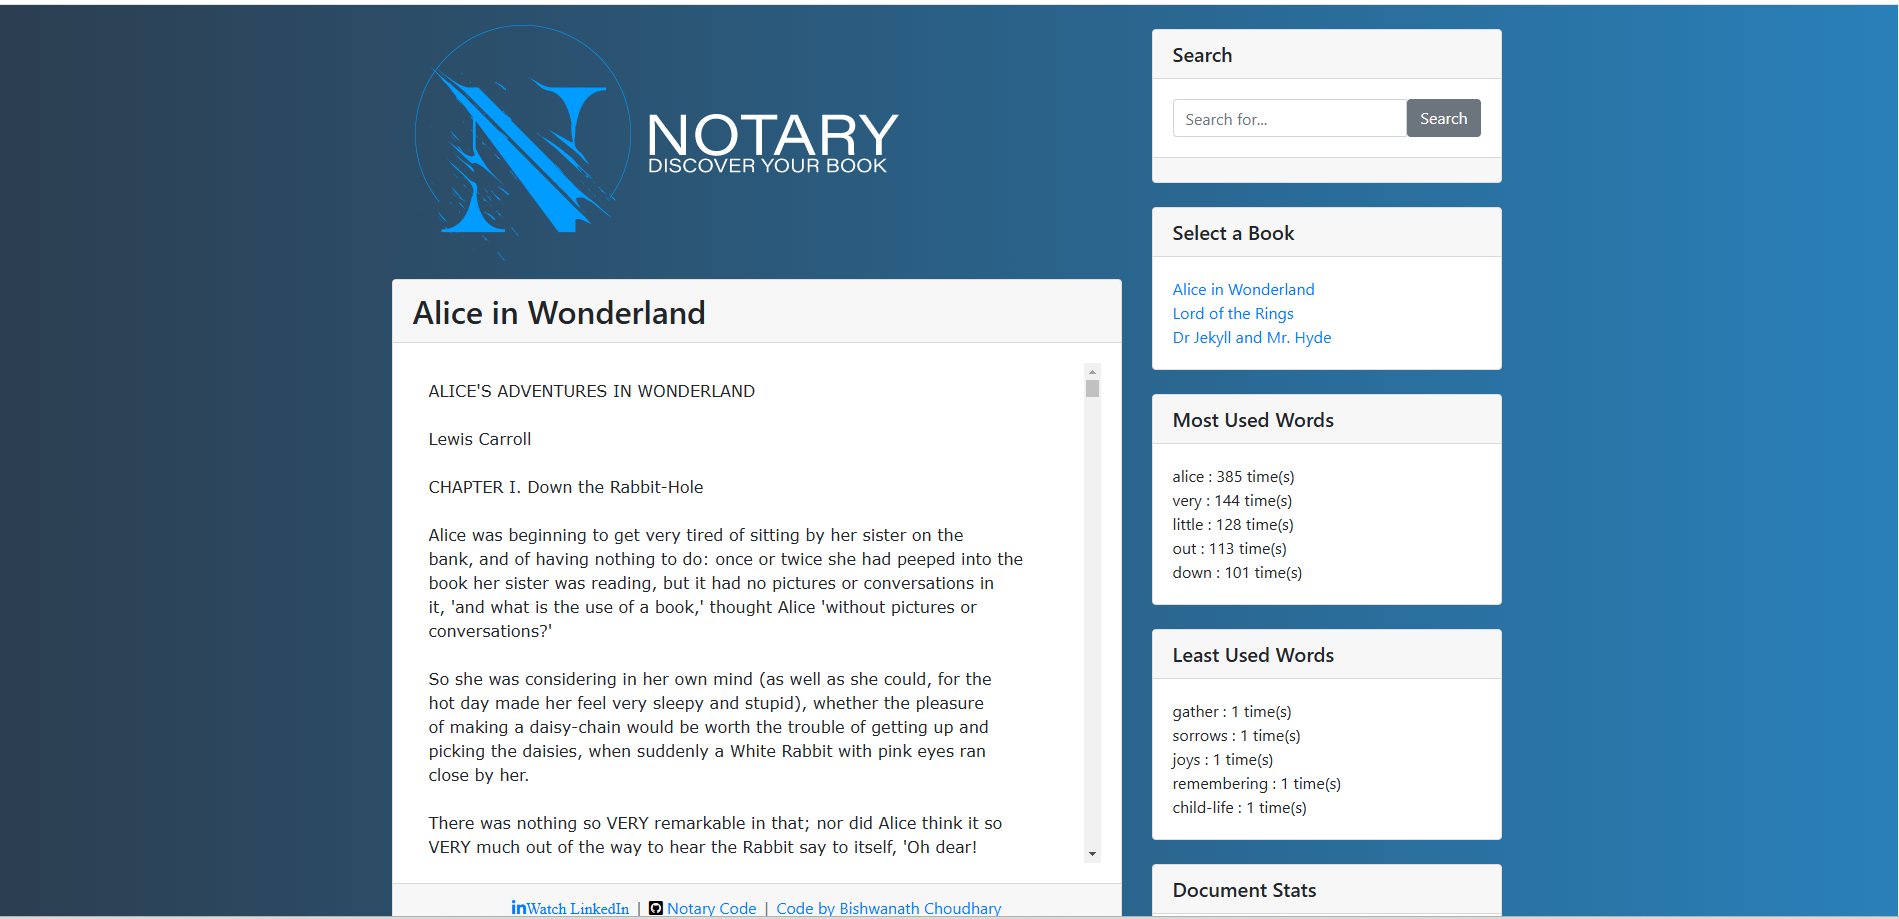 NOTARY
DISCOVER YOUR BOOK
Alice in Wonderland
ALICE'S ADVENTURES IN WONDERLAND
Lewis Carroll
CHAPTER I. Down the Rabbit-Hole
Alice was beginning to get very tired of sitting by her sister on the
bank, and of having nothing to do: once or twice she had peeped into the
book her sister was reading, but it had no pictures or conversations in
it, 'and what is the use of a book,' thought Alice 'without pictures or
conversations?'
So she was considering in her own mind (as well as she could, for the
hot day made her feel very sleepy and stupid), whether the pleasure
of making a daisy-chain would be worth the trouble of getting up and
picking the daisies, when suddenly a White Rabbit with pink eyes ran
close by her.
There was nothing so VERY remarkable in that; nor did Alice think it so
VERY much out of the way to hear the Rabbit say to itself, 'Oh dear!
Watch LinkedIn | Notary Code | Code by Bishwanath Choudhary
Search
Search for... Search
Select a Book
Alice in Wonderland
Lord of the Rings
Dr Jekyll and Mr. Hyde
Most Used Words
alice : 385 time(s)
very : 144 time(s)
little : 128 time(s)
out : 113 time(s)
down : 101 time(s)
Least Used Words
gather : 1 time(s)
sorrows : 1 time(s)
joys : 1 time(s)
remembering : 1 time(s)
child-life : 1 time(s)
Document Stats